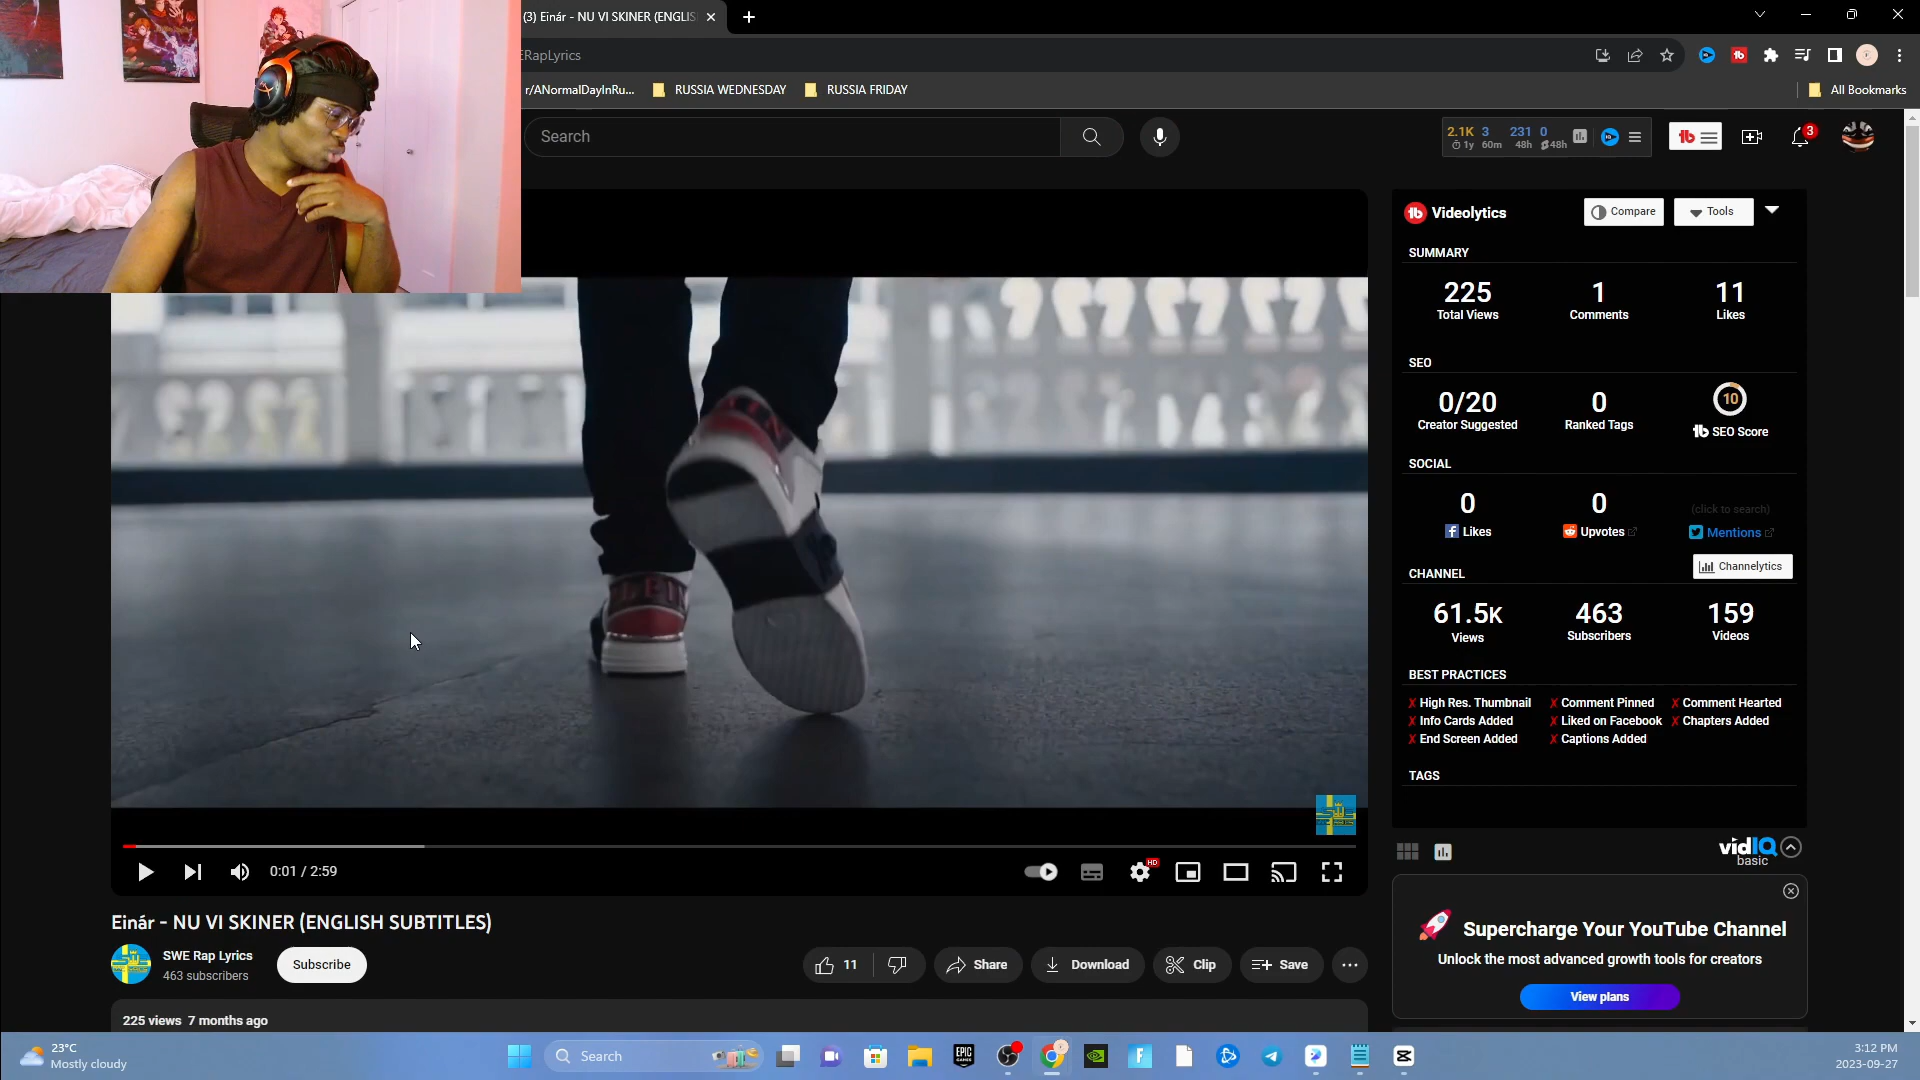 (3) Einár - NU VI SKINER (ENGLIS
ERapLyrics
r/ANormalDayInRu...
RUSSIA WEDNESDAY
RUSSIA FRIDAY
All Bookmarks
Search
2.1K 3 231 0
1y 60m 48h 48h
3
Videolytics
Compare
Tools
SUMMARY
225 1 11
Total Views Comments Likes
SEO
0/20 0 10
Creator Suggested Ranked Tags SEO Score
SOCIAL
0 0 (click to search)
Likes Upvotes Mentions
CHANNEL
Channelytics
61.5K 463 159
Views Subscribers Videos
BEST PRACTICES
High Res. Thumbnail Comment Pinned Comment Hearted
Info Cards Added Liked on Facebook Chapters Added
End Screen Added Captions Added
TAGS
vidIQ
basic
0:01 / 2:59
HD
Einár - NU VI SKINER (ENGLISH SUBTITLES)
SWE Rap Lyrics
463 subscribers
Subscribe
11
Share
Download
Clip
Save
225 views 7 months ago
Supercharge Your YouTube Channel
Unlock the most advanced growth tools for creators
View plans
23°C
Mostly cloudy
Search
EPIC GAMES
3:12 PM
2023-09-27